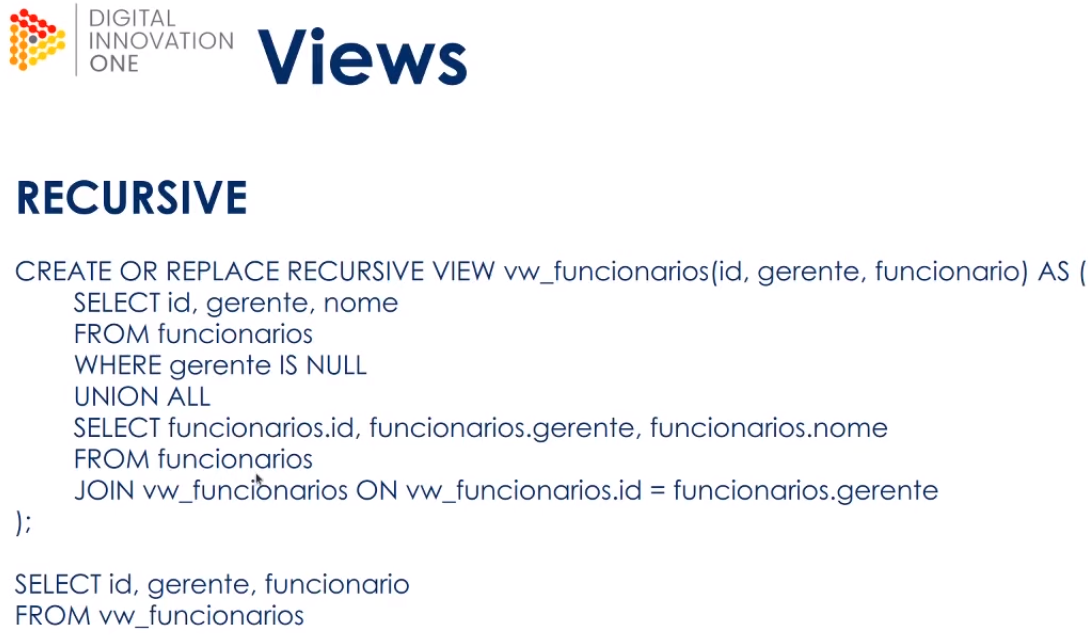 DIGITAL
INNOVATION
ONE
Views
RECURSIVE
CREATE OR REPLACE RECURSIVE VIEW vw_funcionarios(id, gerente, funcionario) AS (
SELECT id, gerente, nome
FROM funcionarios
WHERE gerente IS NULL
UNION ALL
SELECT funcionarios.id, funcionarios.gerente, funcionarios.nome
FROM funcionarios
JOIN vw_funcionarios ON vw_funcionarios.id = funcionarios.gerente
);
SELECT id, gerente, funcionario
FROM vw_funcionarios